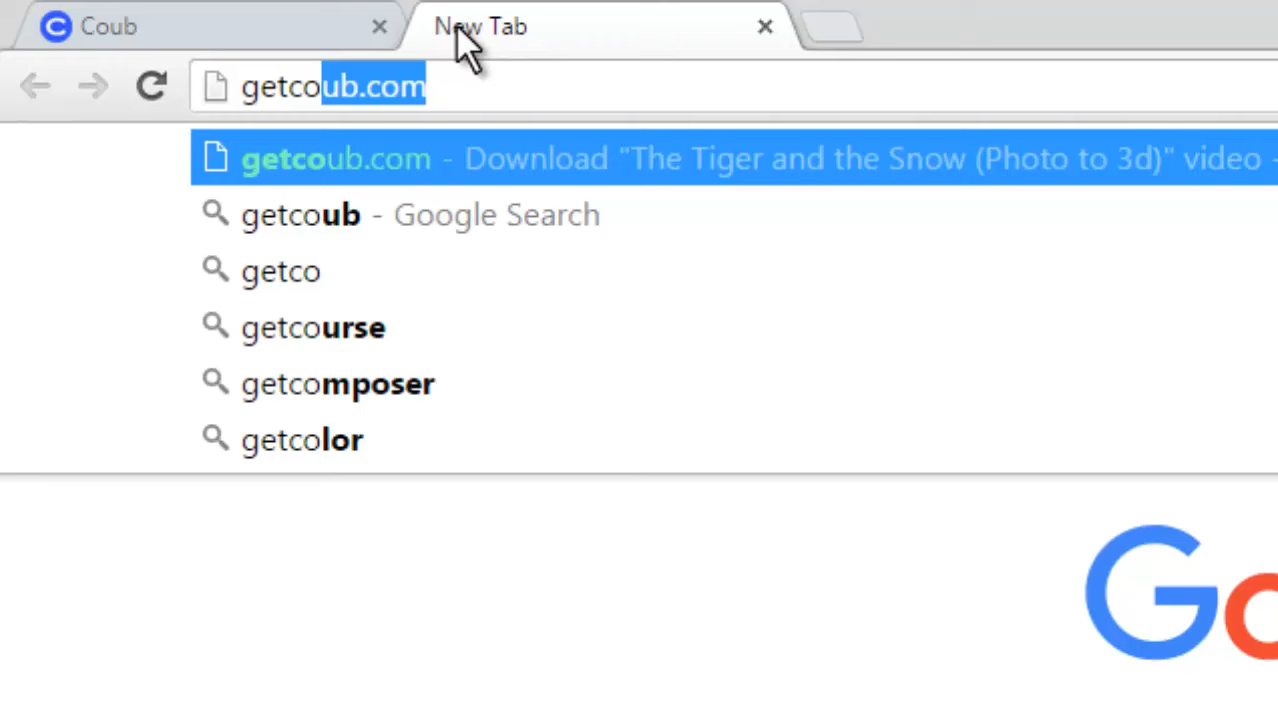 Coub
New Tab
getcoub.com
getcoub.com - Download "The Tiger and the Snow (Photo to 3d)" video -
getcoub - Google Search
getco
getcourse
getcomposer
getcolor
Go